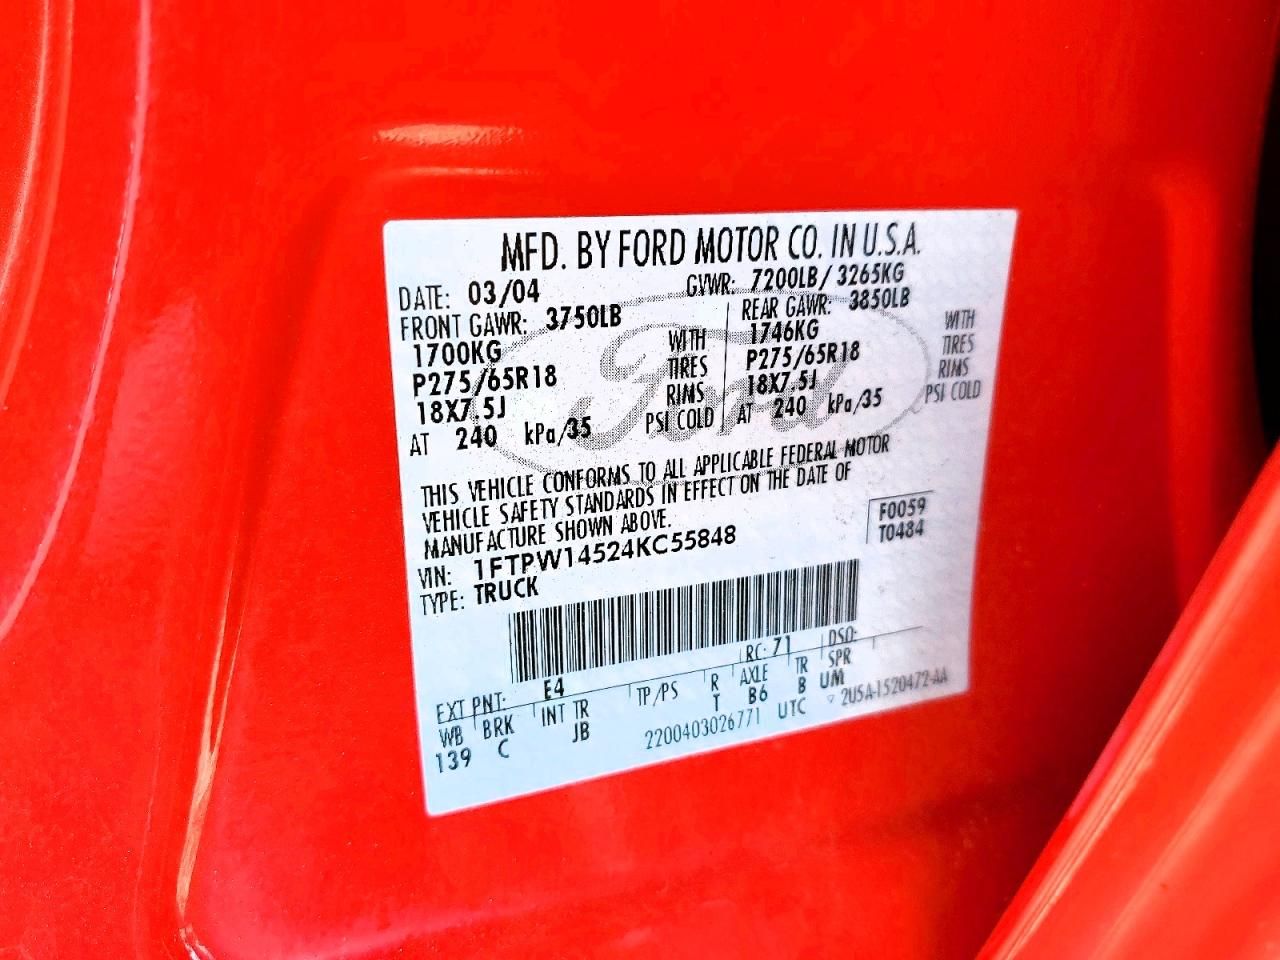 MFD. BY FORD MOTOR CO. IN U.S.A.
DATE: 03/04 GVWR: 7200LB/ 3265KG
FRONT GAWR: 3750LB REAR GAWR: 3850LB
1700KG WITH 1746KG WITH
P275/65R18 TIRES P275/65R18 TIRES
18X7.5J RIMS 18X7.5J RIMS
AT 240 kPa/35 PSI COLD AT 240 kPa/35 PSI COLD
Ford
THIS VEHICLE CONFORMS TO ALL APPLICABLE FEDERAL MOTOR
VEHICLE SAFETY STANDARDS IN EFFECT ON THE DATE OF
MANUFACTURE SHOWN ABOVE.
F0059
T0484
VIN: 1FTPW14524KC55848
TYPE: TRUCK
EXT PNT: E4 RC: 71 DSO:
WB BRK INT TR TP/PS R AXLE TR SPR
139 C JB T B6 B UM
2200403026771 UTC 2U5A-1520472-AA